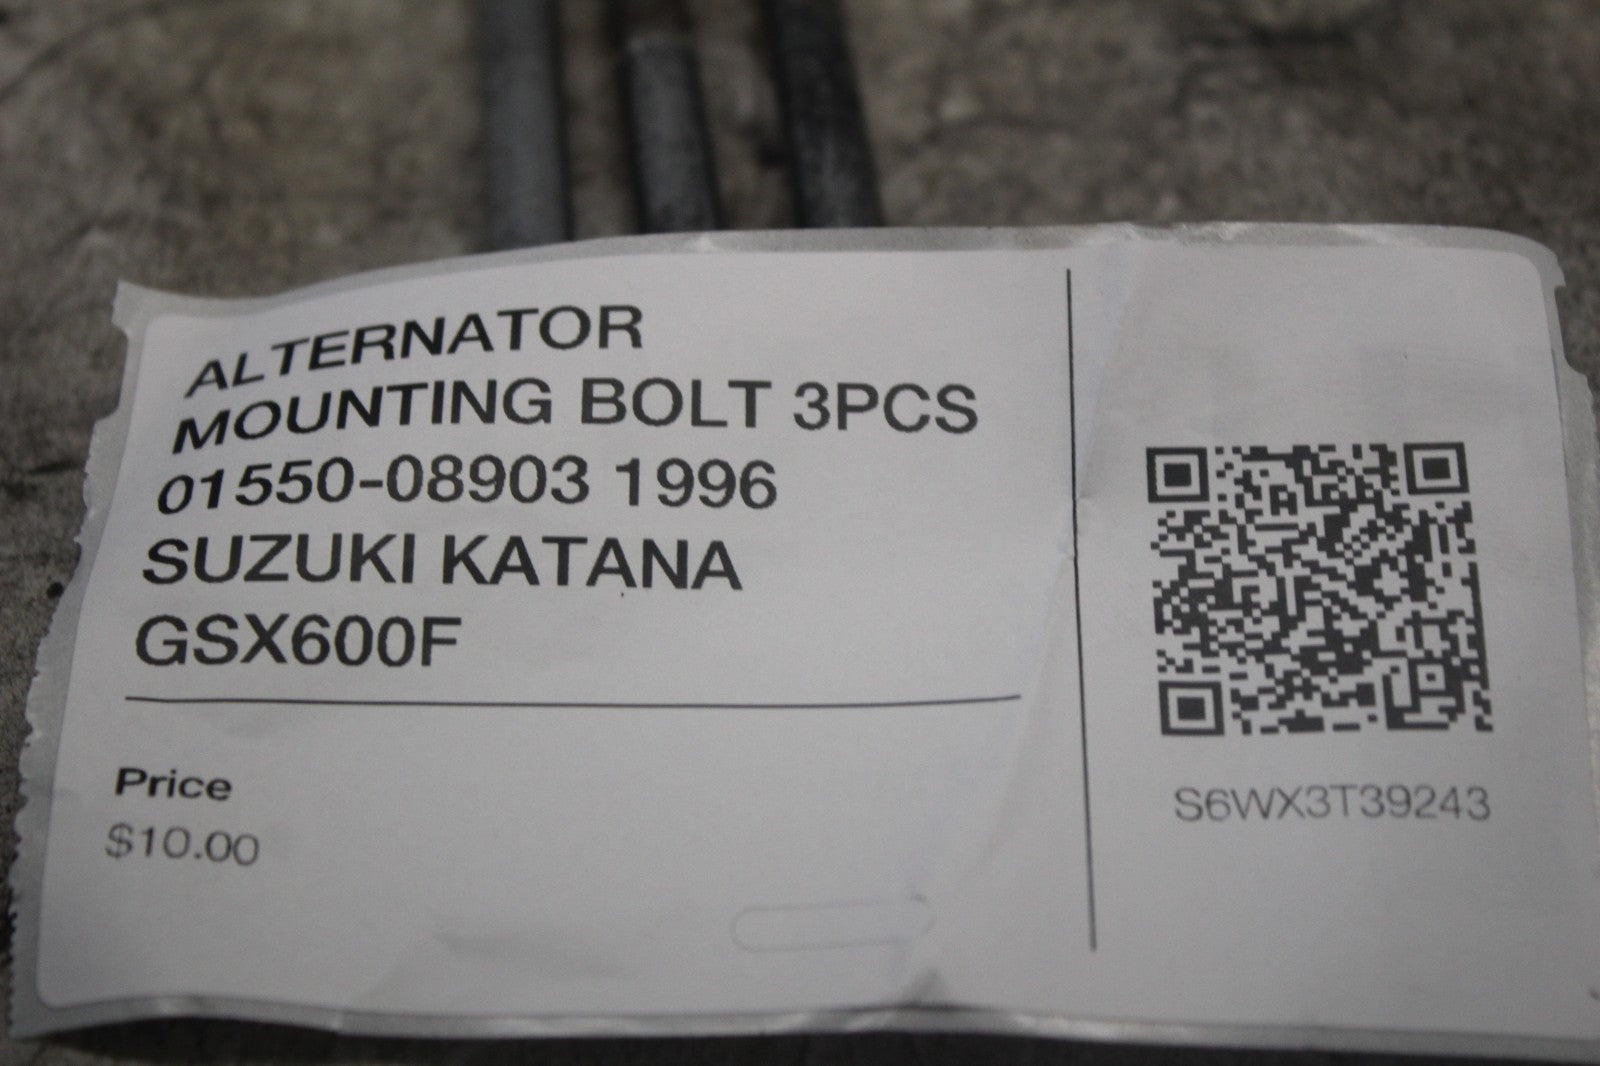 ALTERNATOR
MOUNTING BOLT 3PCS
01550-08903 1996
SUZUKI KATANA
GSX600F
Price
$10.00
S6WX3T39243